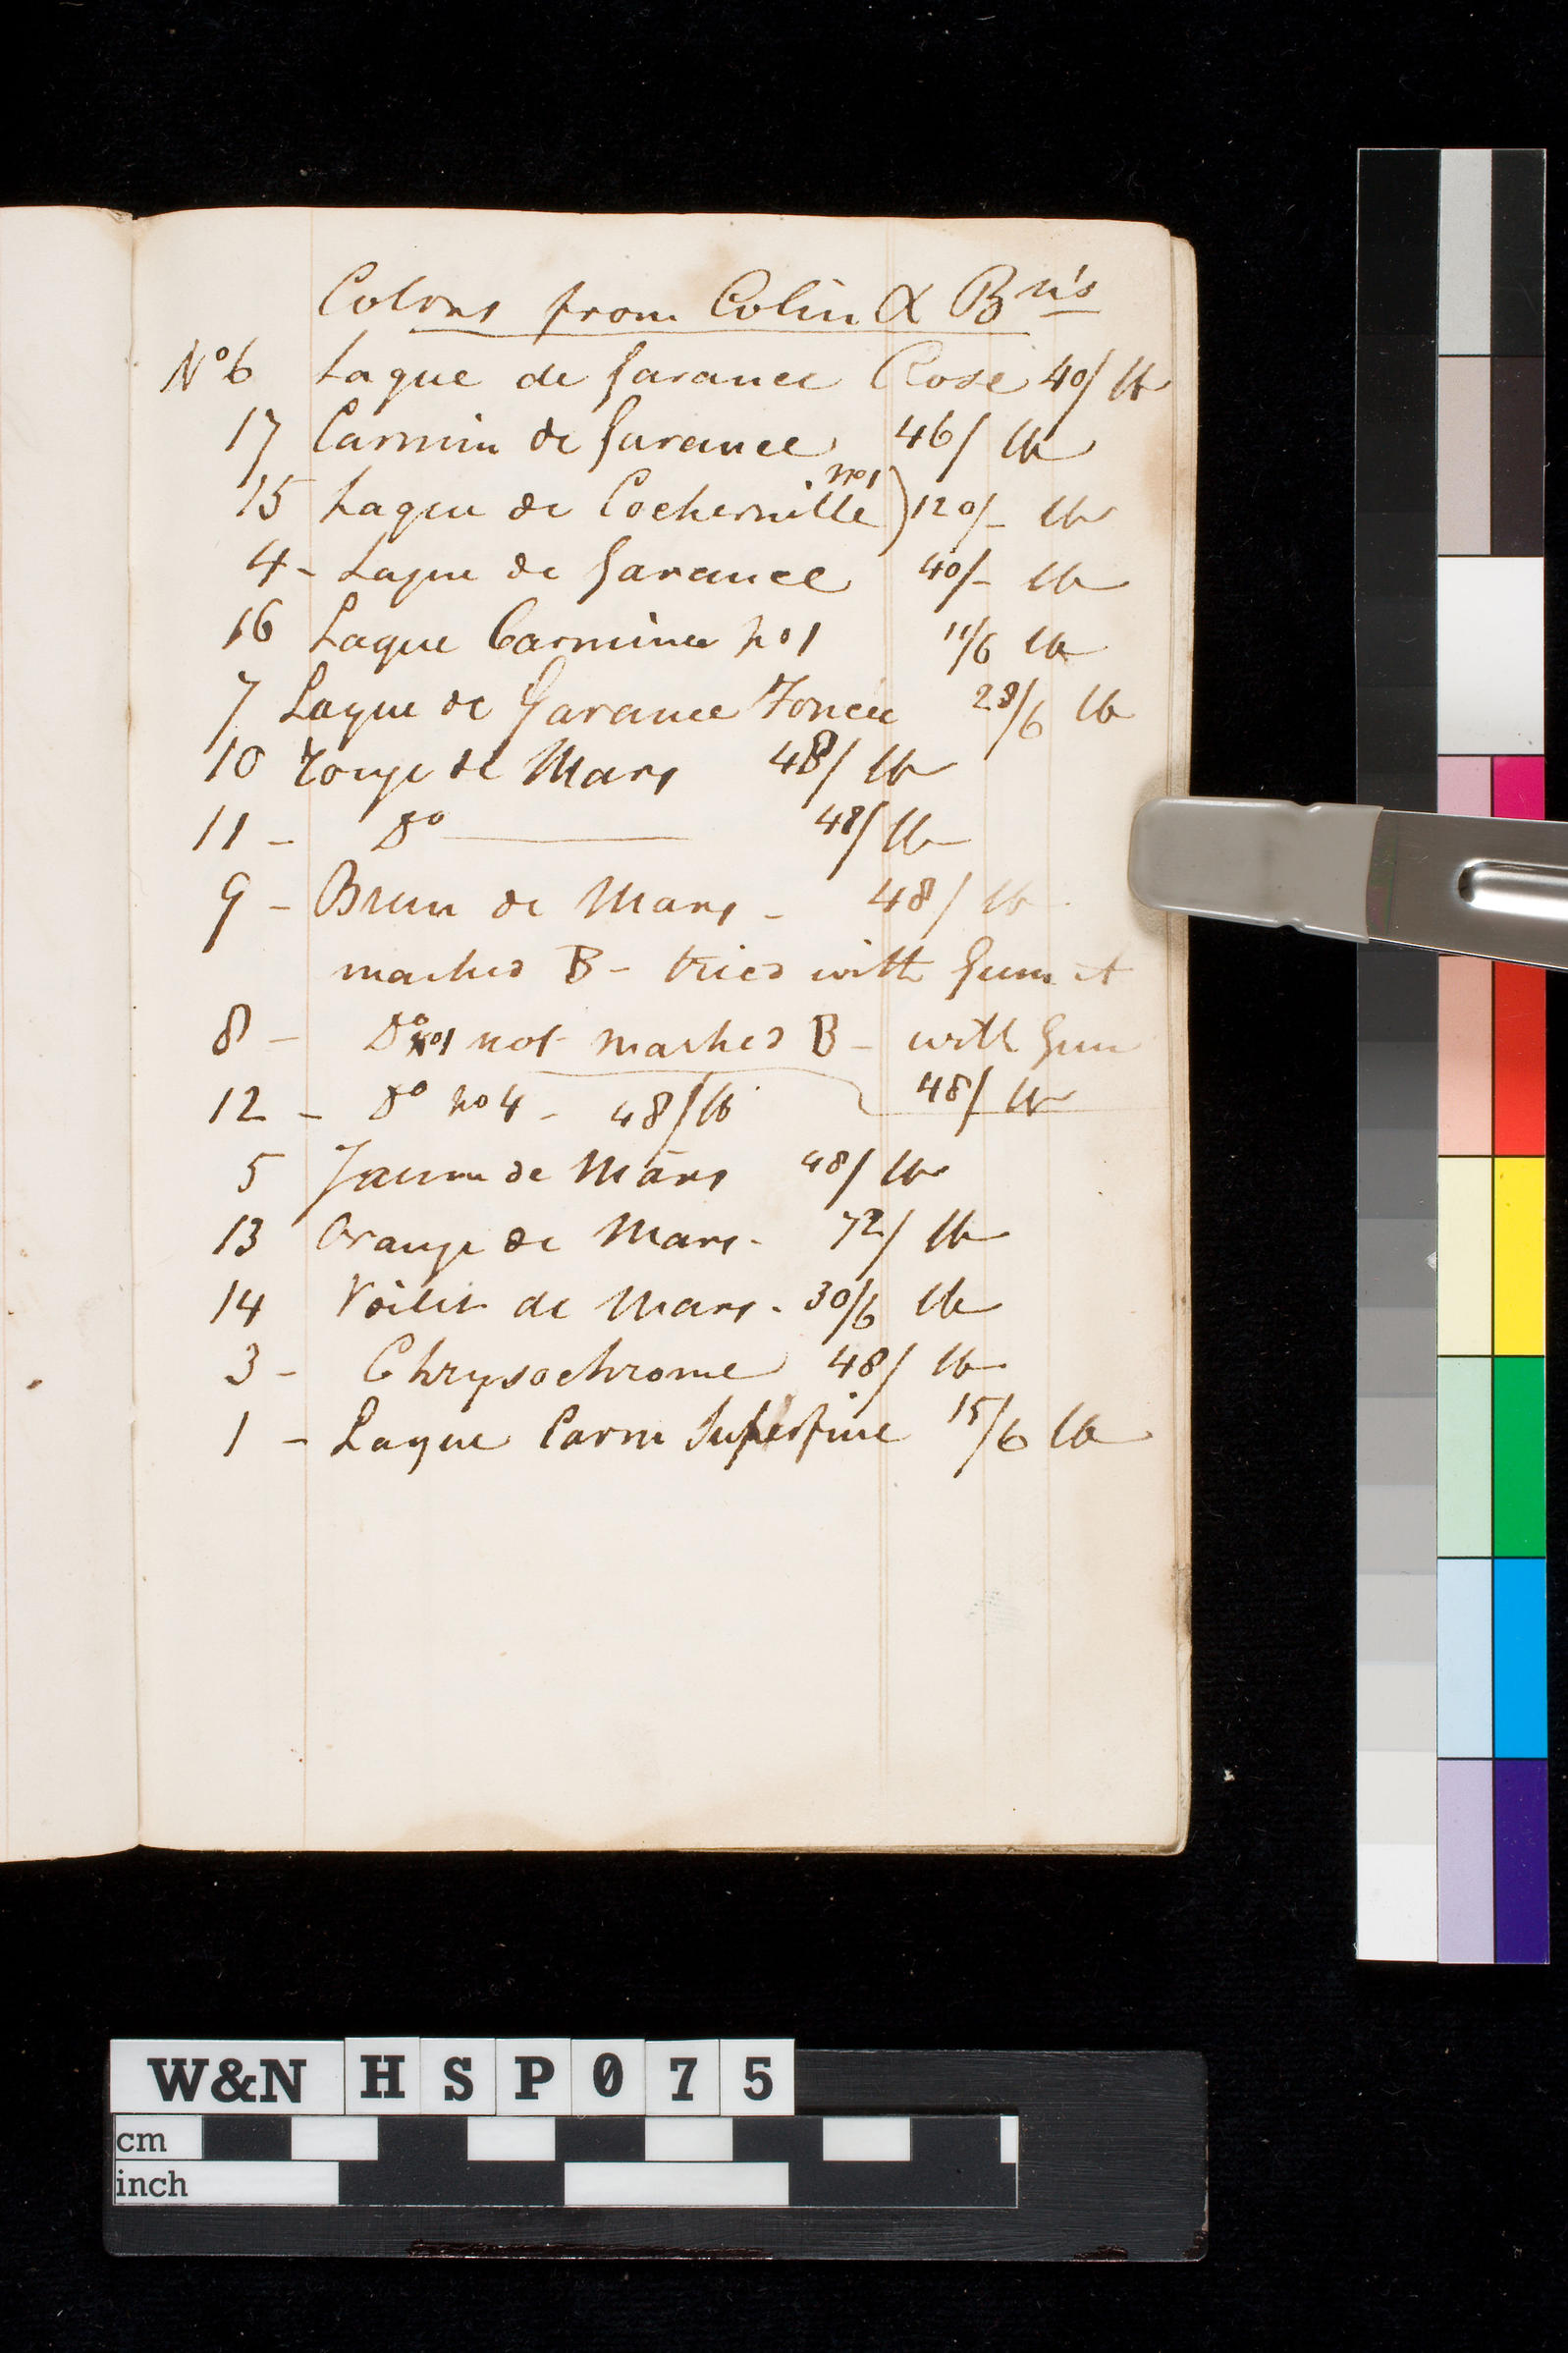 Colors from Colin & Bn's
No 6 Laque de Garance Rose 40/ lb
17 Carmin de Garance 46/ lb
15 Laque de Cochernille no 1 ) 120/- lb
4 - Laque de Garance 40/- lb
16 Laque Carminee no 1 11/6 lb
7 Laque de Garance Foncée 28/6 lb
10 Rouge de Mars 48/ lb
11 - Do 48/ lb
9 - Brun de Mars - 48/ lb
marked B - tried with Gum it
8 - Do no 1 not marked B - with Gum
48/ lb
12 - Do no 4 - 48/ lb
5 Jaune de Mars 48/ lb
13 Orange de Mars - 72/ lb
14 Voilet de Mars - 30/6 lb
3 - Chrysochrome 48/ lb
1 - Laque Carm Superfine 15/6 lb
W&N HSP075
cm
inch